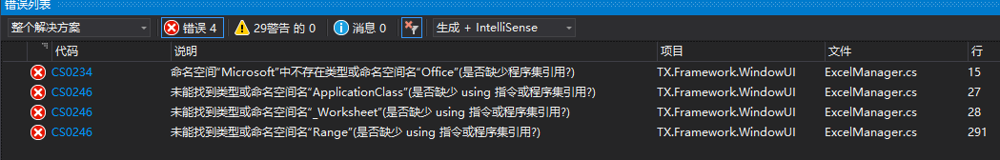 错误列表
整个解决方案 错误 4 29警告 的 0 消息 0 生成 + IntelliSense
代码 说明 项目 文件 行
CS0234 命名空间“Microsoft”中不存在类型或命名空间名“Office”(是否缺少程序集引用?) TX.Framework.WindowUI ExcelManager.cs 15
CS0246 未能找到类型或命名空间名“ApplicationClass”(是否缺少 using 指令或程序集引用?) TX.Framework.WindowUI ExcelManager.cs 27
CS0246 未能找到类型或命名空间名“_Worksheet”(是否缺少 using 指令或程序集引用?) TX.Framework.WindowUI ExcelManager.cs 28
CS0246 未能找到类型或命名空间名“Range”(是否缺少 using 指令或程序集引用?) TX.Framework.WindowUI ExcelManager.cs 291